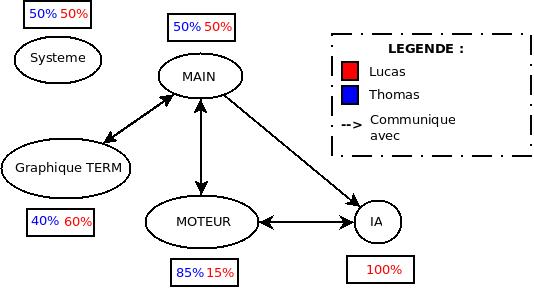 50% 50%
Systeme
50% 50%
MAIN
LEGENDE :
Lucas
Thomas
--> Communique
avec
Graphique TERM
40% 60%
MOTEUR
85% 15%
IA
100%